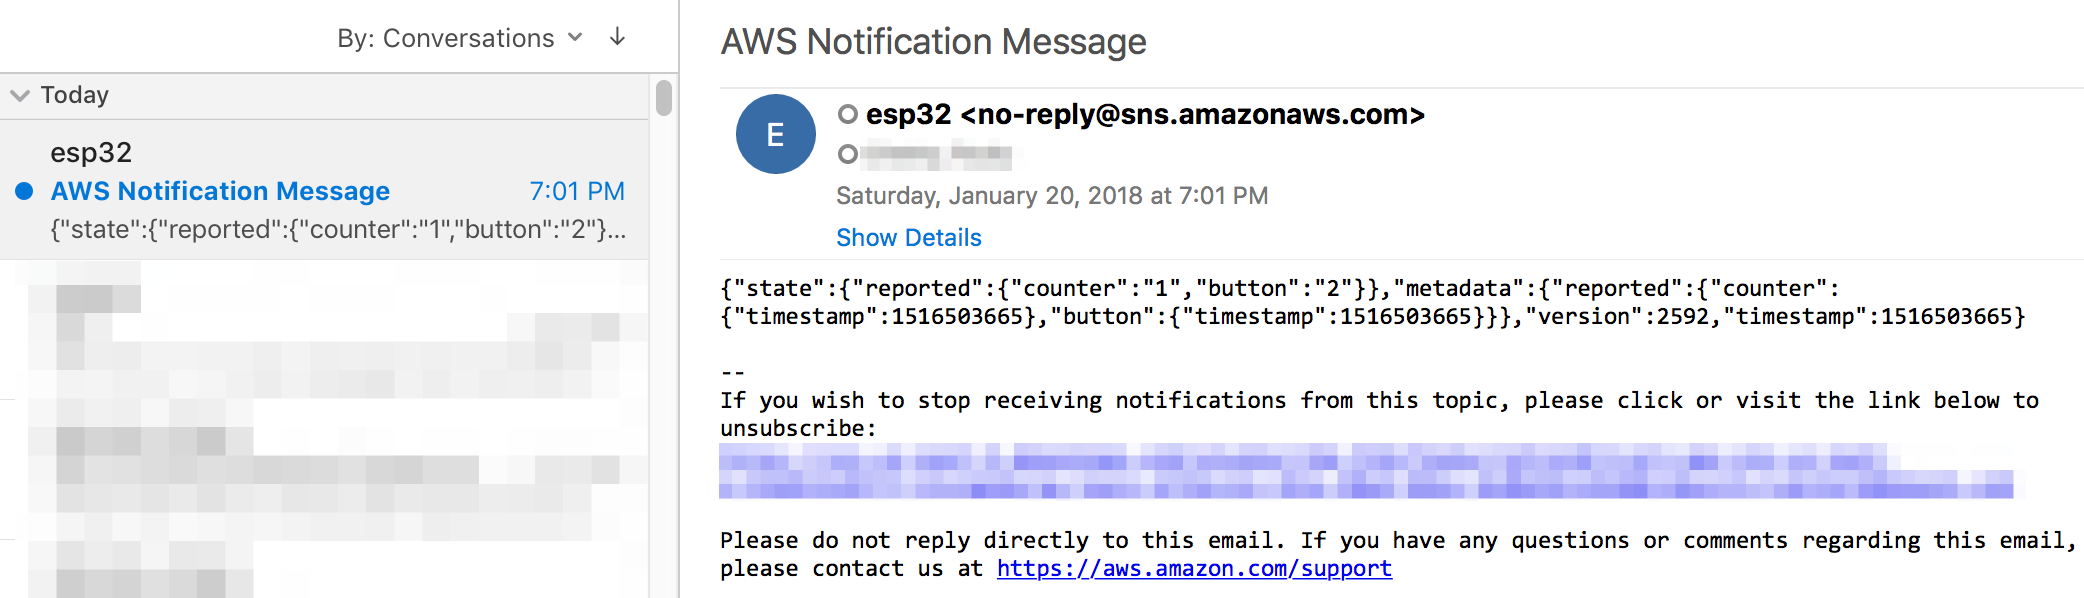 By: Conversations
Today
esp32
AWS Notification Message 7:01 PM
{"state":{"reported":{"counter":"1","button":"2"}...
AWS Notification Message
E
esp32 <no-reply@sns.amazonaws.com>
Saturday, January 20, 2018 at 7:01 PM
Show Details
{"state":{"reported":{"counter":"1","button":"2"}},"metadata":{"reported":{"counter":
{"timestamp":1516503665},"button":{"timestamp":1516503665}}},"version":2592,"timestamp":1516503665}
--
If you wish to stop receiving notifications from this topic, please click or visit the link below to
unsubscribe:
Please do not reply directly to this email. If you have any questions or comments regarding this email,
please contact us at https://aws.amazon.com/support